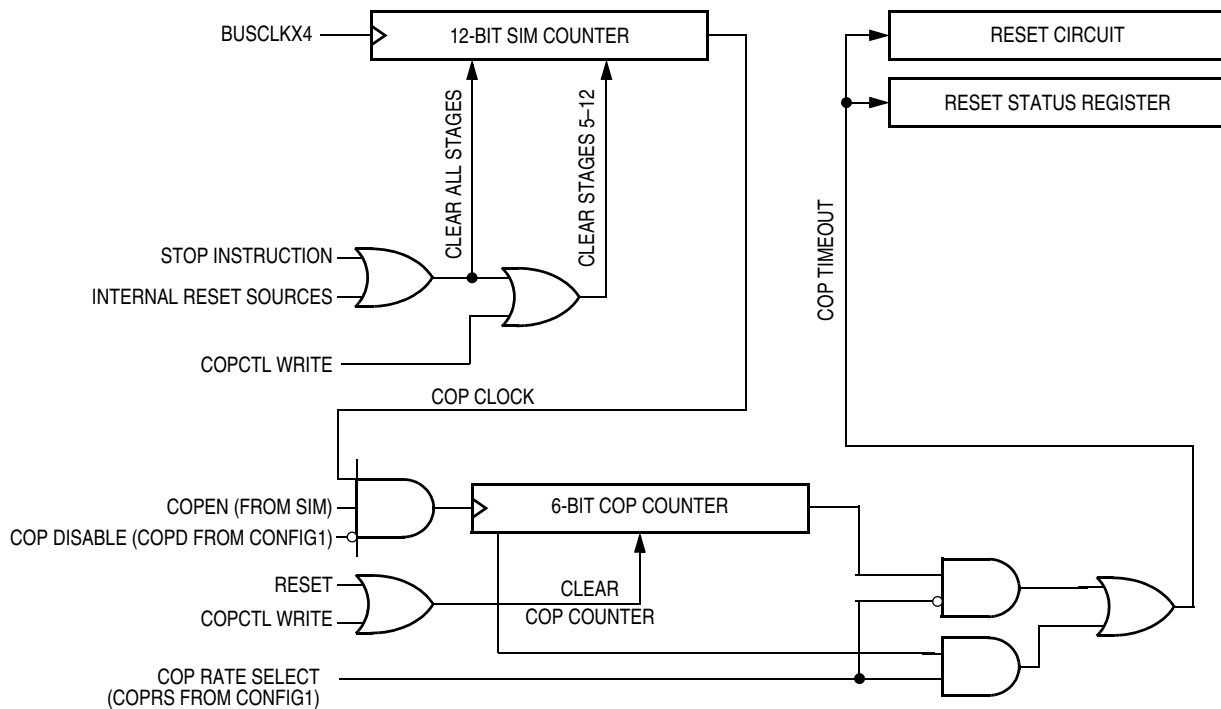 BUSCLKX4
12-BIT SIM COUNTER
RESET CIRCUIT
RESET STATUS REGISTER
CLEAR ALL STAGES
CLEAR STAGES 5–12
COP TIMEOUT
STOP INSTRUCTION
INTERNAL RESET SOURCES
COPCTL WRITE
COP CLOCK
COPEN (FROM SIM)
6-BIT COP COUNTER
COP DISABLE (COPD FROM CONFIG1)
RESET
CLEAR
COPCTL WRITE
COP COUNTER
COP RATE SELECT
(COPRS FROM CONFIG1)